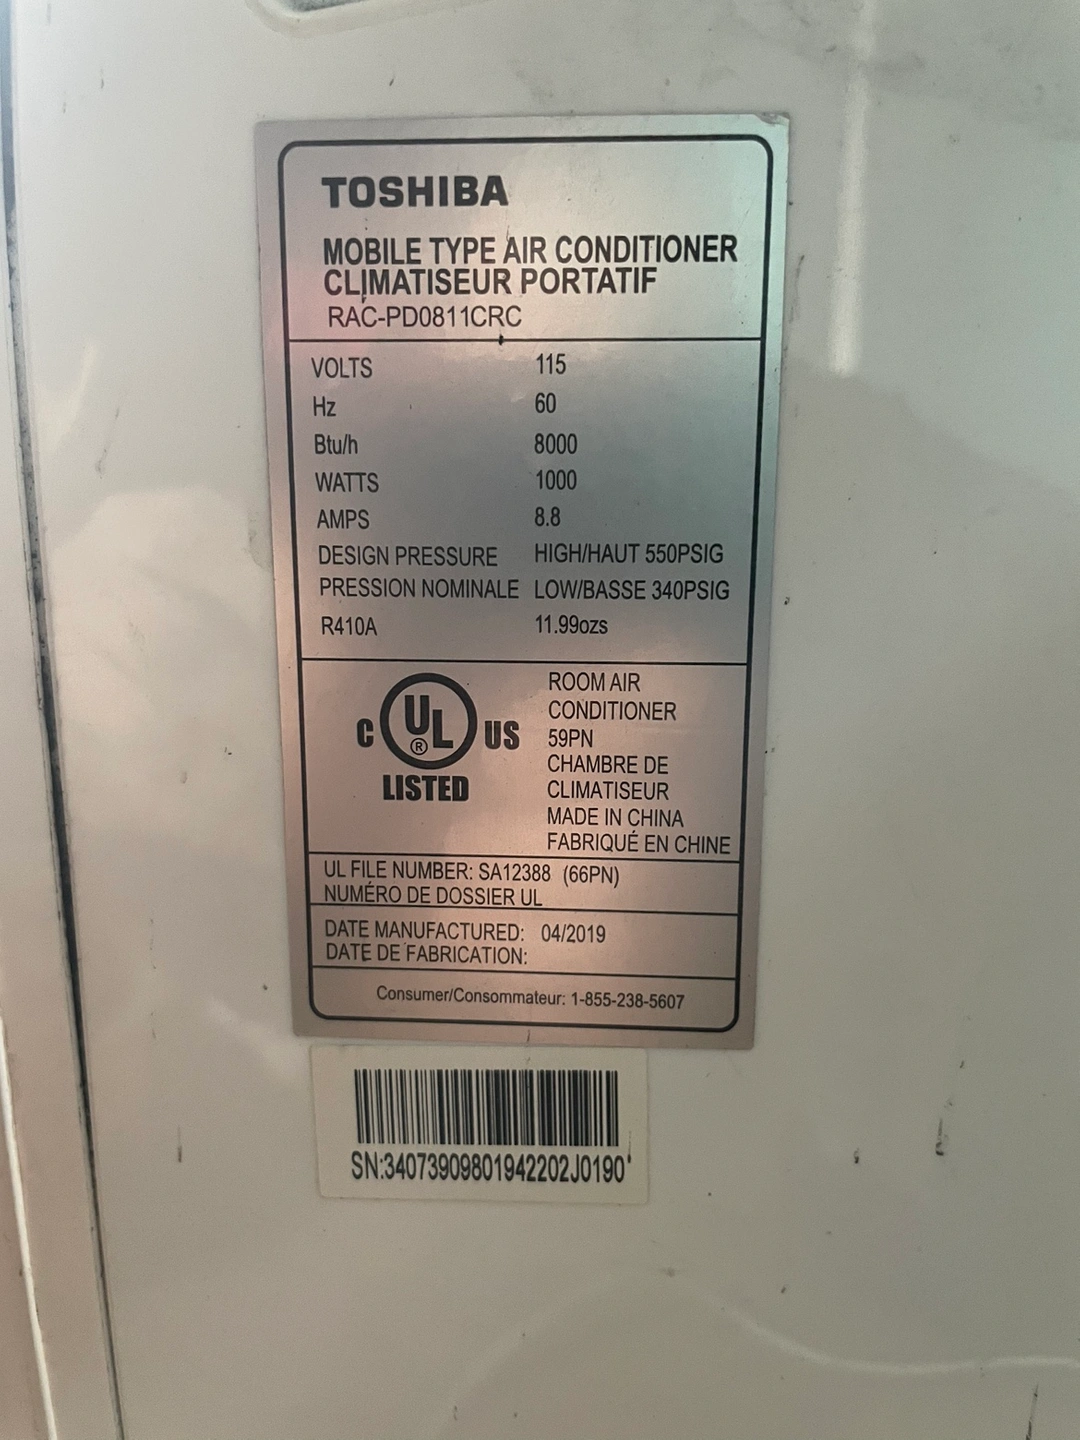 TOSHIBA
MOBILE TYPE AIR CONDITIONER
CLIMATISEUR PORTATIF
RAC-PD0811CRC
VOLTS 115
Hz 60
Btu/h 8000
WATTS 1000
AMPS 8.8
DESIGN PRESSURE HIGH/HAUT 550PSIG
PRESSION NOMINALE LOW/BASSE 340PSIG
R410A 11.99ozs
C UL® US
LISTED
ROOM AIR
CONDITIONER
59PN
CHAMBRE DE
CLIMATISEUR
MADE IN CHINA
FABRIQUÉ EN CHINE
UL FILE NUMBER: SA12388 (66PN)
NUMÉRO DE DOSSIER UL
DATE MANUFACTURED: 04/2019
DATE DE FABRICATION:
Consumer/Consommateur: 1-855-238-5607
SN:34073909801942202J0190